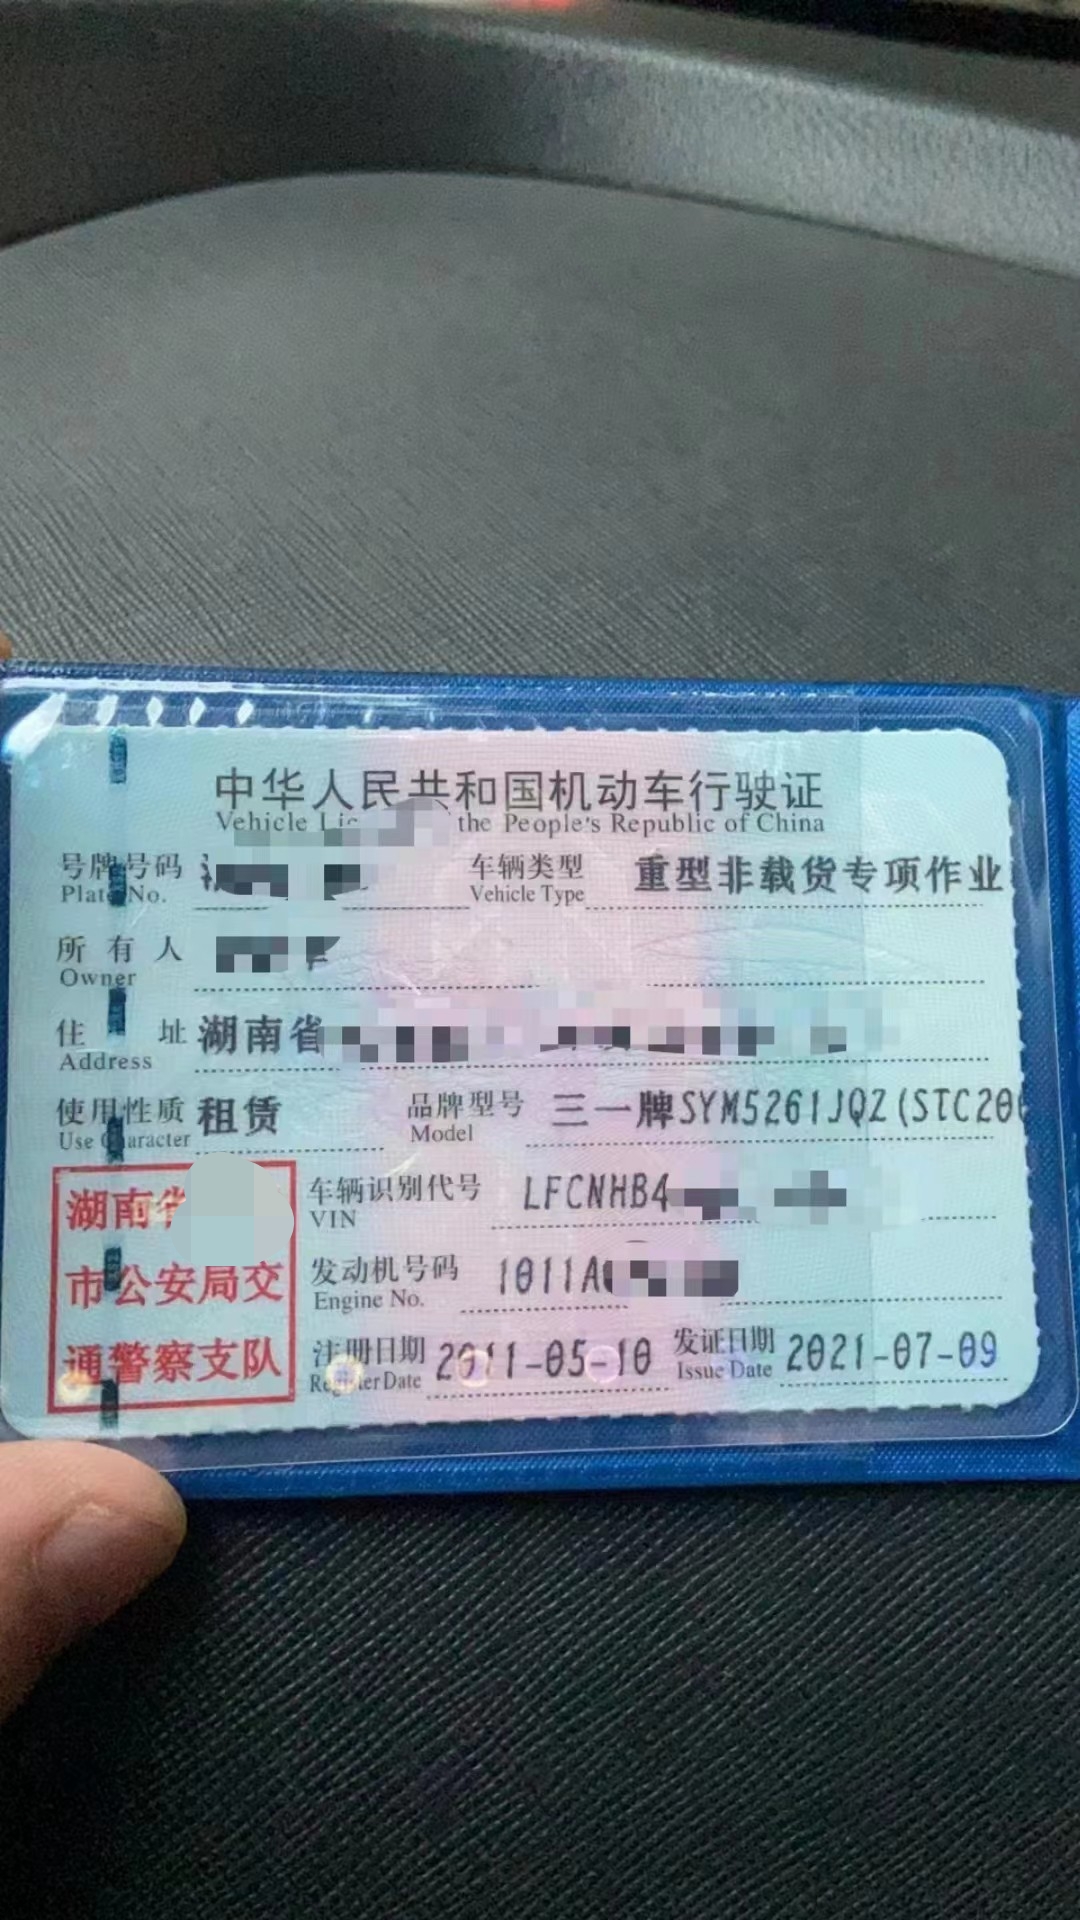 中华人民共和国机动车行驶证
Vehicle the People's Republic of China
号牌号码 车辆类型 重型非载货专项作业
Plate No. Vehicle Type
所有人
Owner
住址 湖南省
Address
使用性质 租赁 品牌型号 三一牌SYM5261JQZ(STC20
Use Character Model
湖南省 车辆识别代号 LFCNHB4
VIN
市公安局交 发动机号码 1011A
Engine No.
通警察支队 注册日期 2011-05-10 发证日期 2021-07-09
Register Date Issue Date